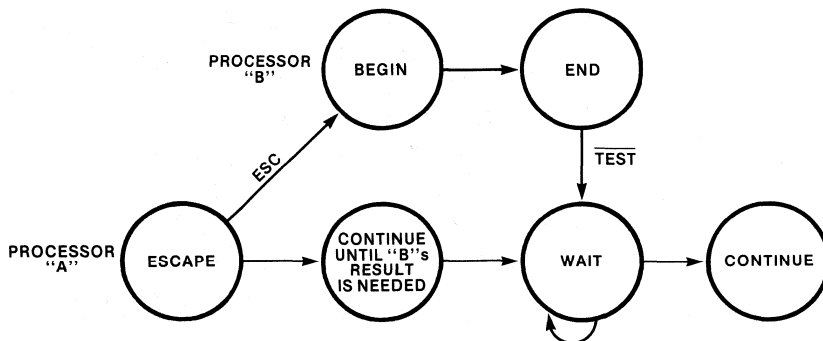 PROCESSOR
"B"
BEGIN
END
ESC
TEST
PROCESSOR
"A"
ESCAPE
CONTINUE
UNTIL "B"s
RESULT
IS NEEDED
WAIT
CONTINUE